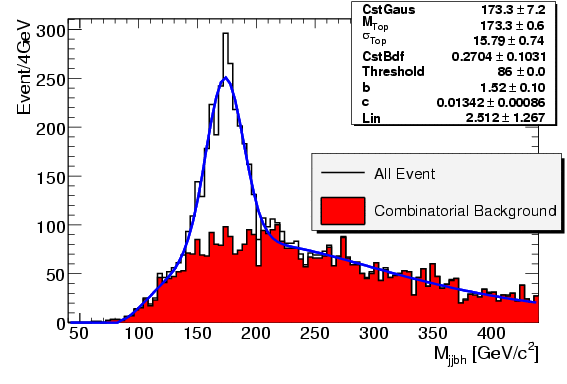 CstGaus 173.3 ± 7.2
M_Top 173.3 ± 0.6
σ_Top 15.79 ± 0.74
CstBdf 0.2704 ± 0.1031
Threshold 86 ± 0.0
b 1.52 ± 0.10
c 0.01342 ± 0.00086
Lin 2.512 ± 1.267
Event/4GeV
300
250
200
150
100
50
0
All Event
Combinatorial Background
50 100 150 200 250 300 350 400
M_jjbh [GeV/c²]